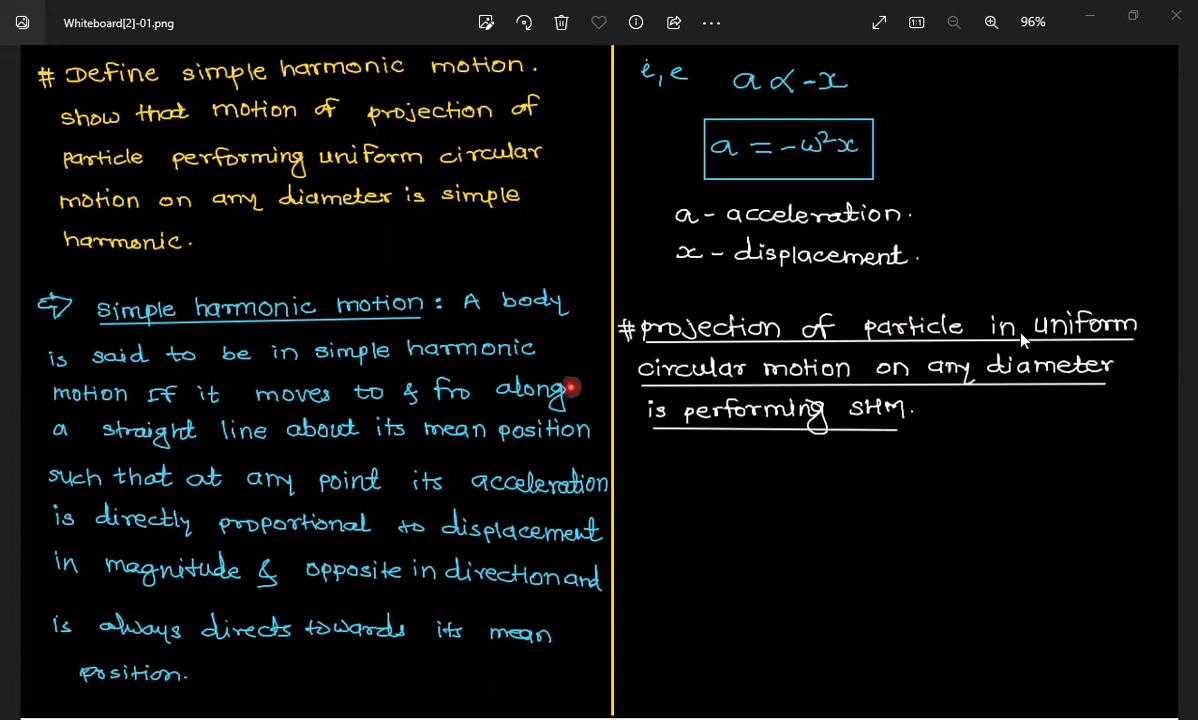 Whiteboard[2]-01.png
96%
# Define simple harmonic motion.
show that motion of projection of
particle performing uniform circular
motion on any diameter is simple
harmonic.
⇒ simple harmonic motion: A body
is said to be in simple harmonic
motion If it moves to & fro along
a straight line about its mean position
such that at any point its acceleration
is directly proportional to displacement
in magnitude & opposite in direction and
is always directs towards its mean
position.
i,e a ∝ -x
a = -ω²x
a - acceleration.
x - displacement.
# projection of particle in uniform
circular motion on any diameter
is performing SHM.